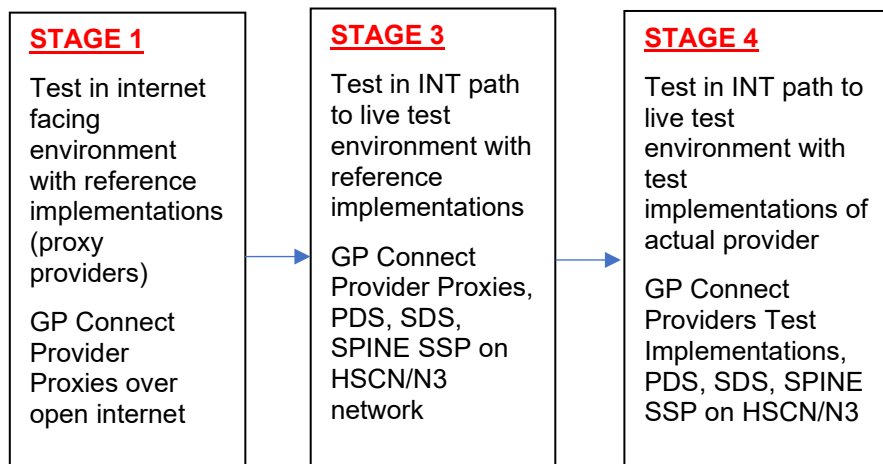 STAGE 1
Test in internet
facing
environment
with reference
implementations
(proxy
providers)
GP Connect
Provider
Proxies over
open internet
STAGE 3
Test in INT path
to live test
environment with
reference
implementations
GP Connect
Provider Proxies,
PDS, SDS,
SPINE SSP on
HSCN/N3
network
STAGE 4
Test in INT path to
live test
environment with
test
implementations of
actual provider
GP Connect
Providers Test
Implementations,
PDS, SDS, SPINE
SSP on HSCN/N3